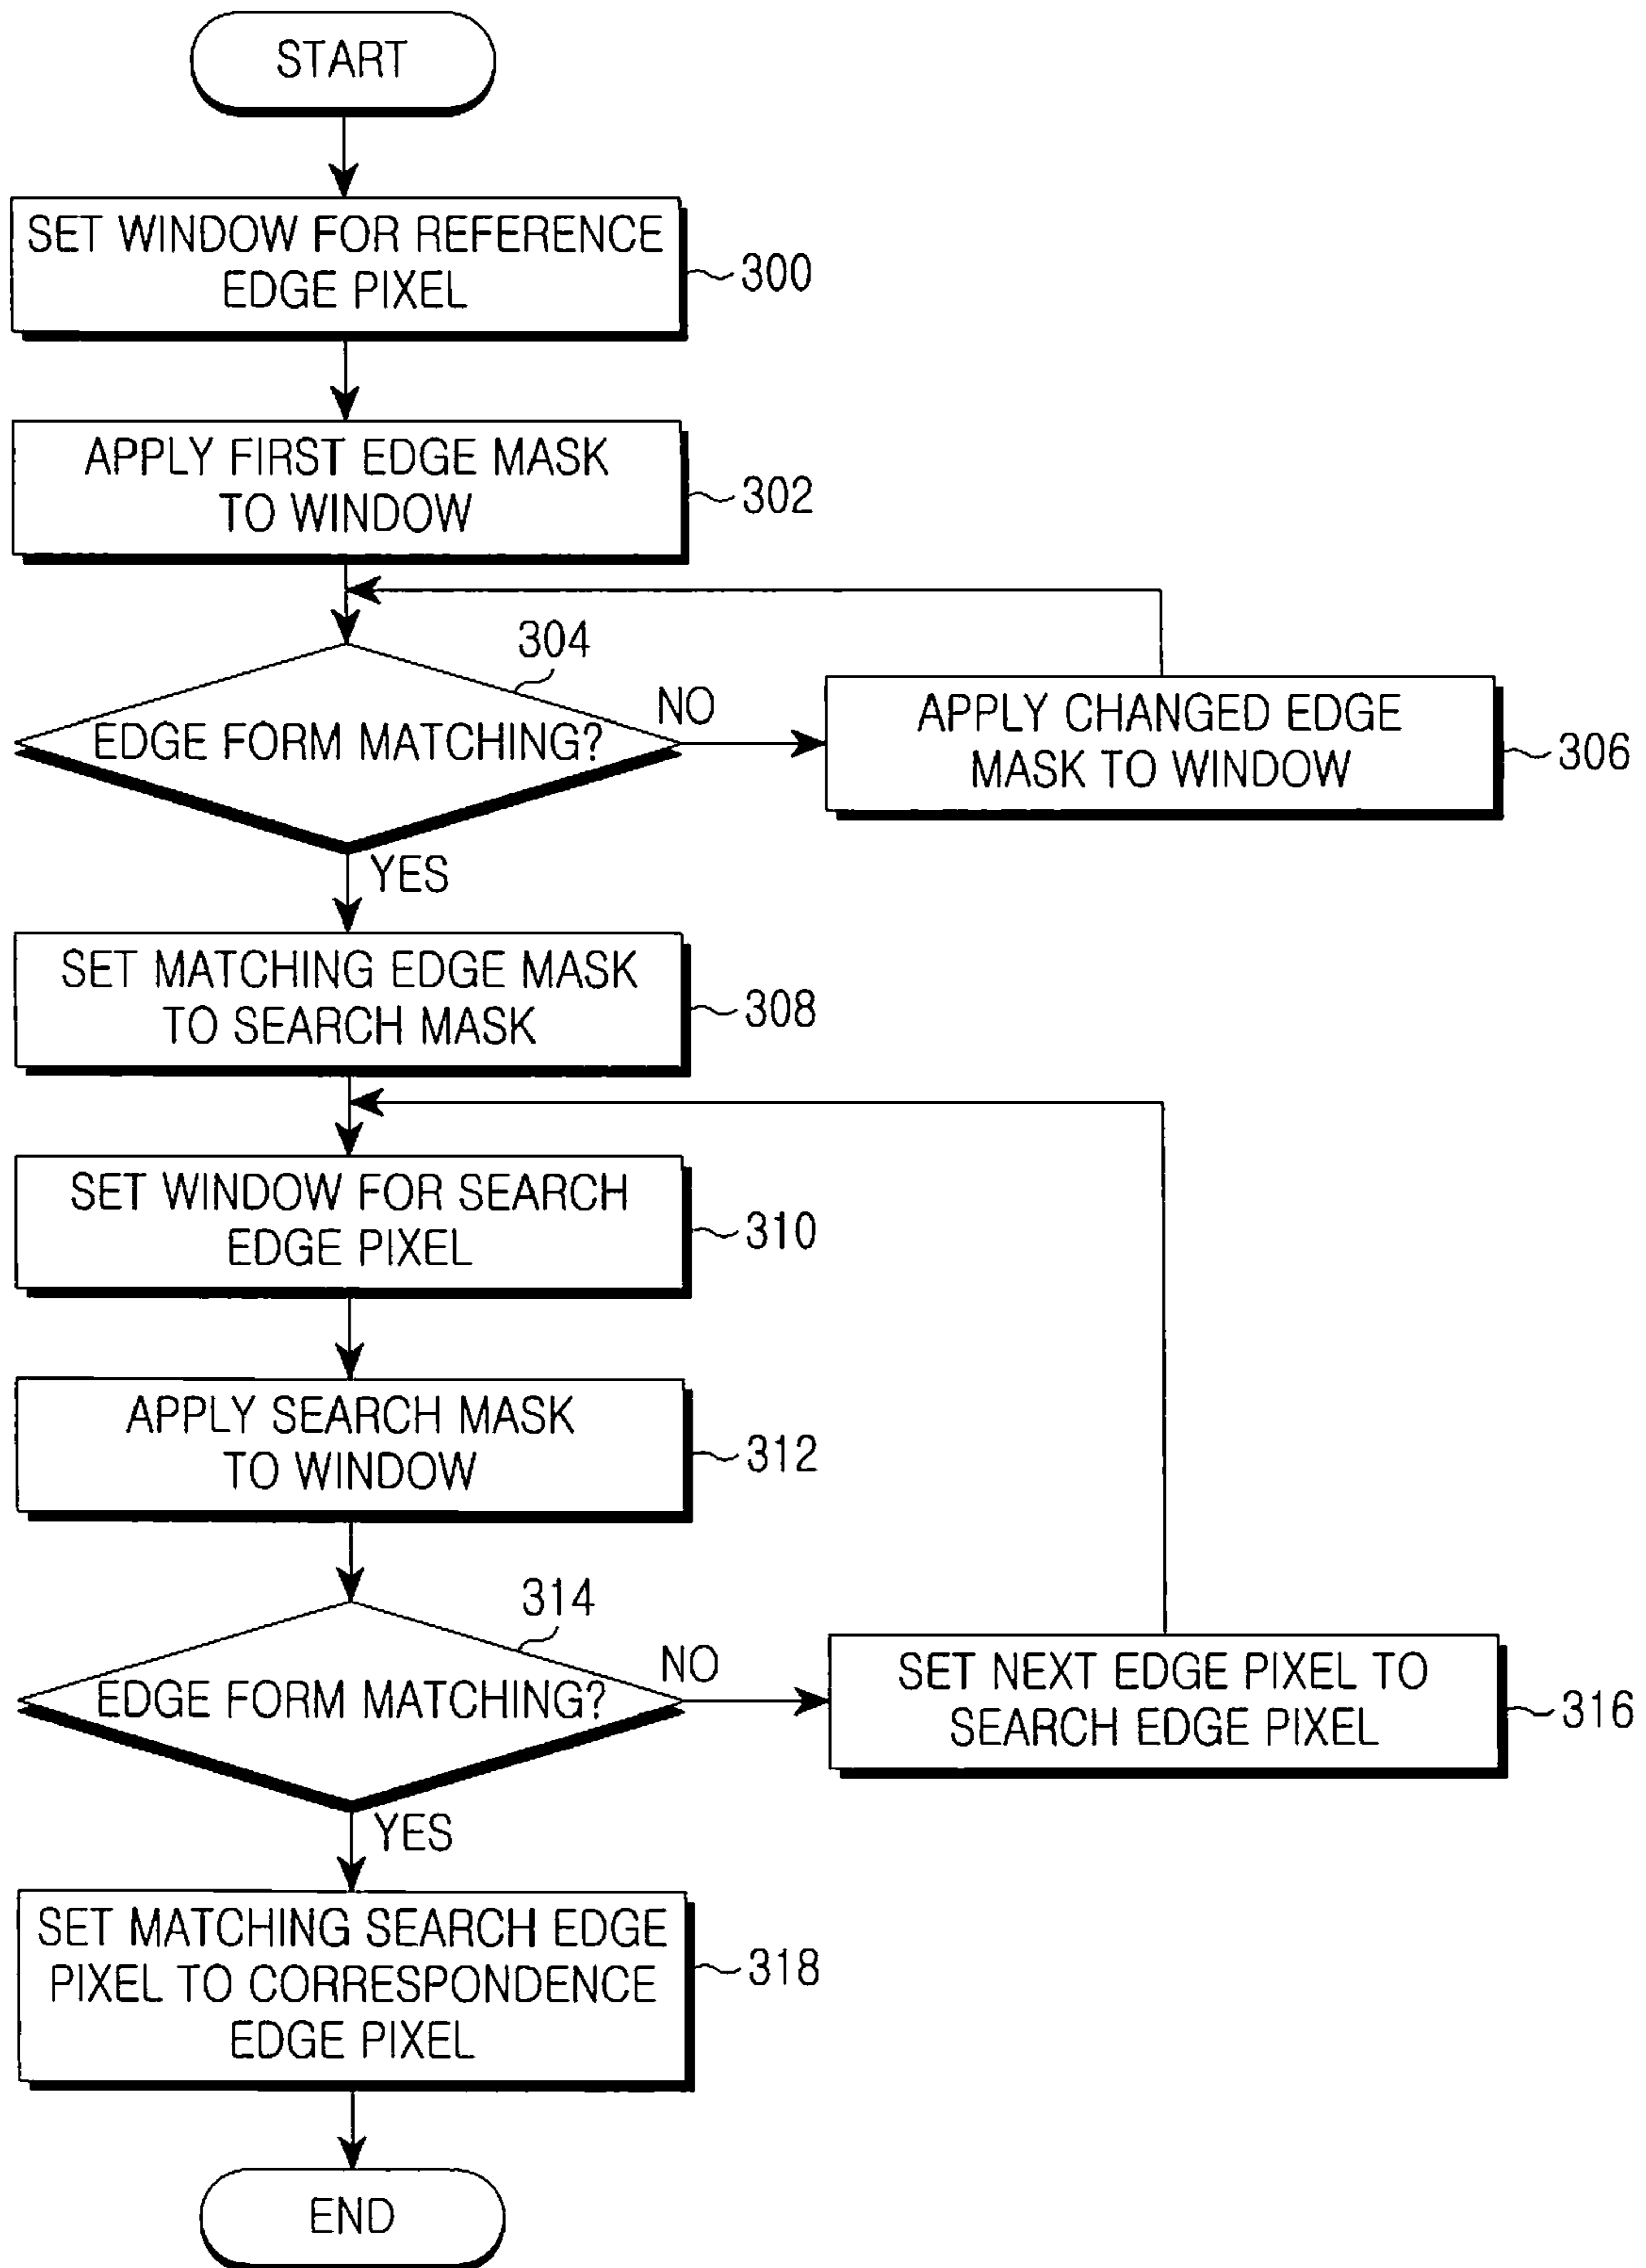 START
SET WINDOW FOR REFERENCE
EDGE PIXEL
300
APPLY FIRST EDGE MASK
TO WINDOW
302
304
EDGE FORM MATCHING?
NO
APPLY CHANGED EDGE
MASK TO WINDOW
306
YES
SET MATCHING EDGE MASK
TO SEARCH MASK
308
SET WINDOW FOR SEARCH
EDGE PIXEL
310
APPLY SEARCH MASK
TO WINDOW
312
314
EDGE FORM MATCHING?
NO
SET NEXT EDGE PIXEL TO
SEARCH EDGE PIXEL
316
YES
SET MATCHING SEARCH EDGE
PIXEL TO CORRESPONDENCE
EDGE PIXEL
318
END